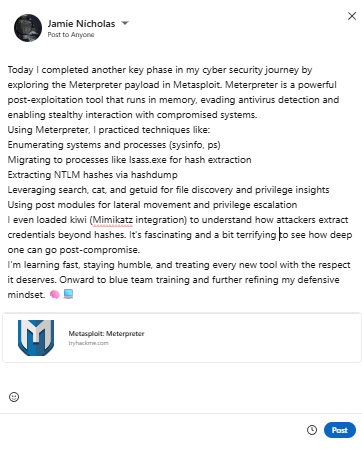 Jamie Nicholas
Post to Anyone
Today I completed another key phase in my cyber security journey by
exploring the Meterpreter payload in Metasploit. Meterpreter is a powerful
post-exploitation tool that runs in memory, evading antivirus detection and
enabling stealthy interaction with compromised systems.
Using Meterpreter, I practiced techniques like:
Enumerating systems and processes (sysinfo, ps)
Migrating to processes like lsass.exe for hash extraction
Extracting NTLM hashes via hashdump
Leveraging search, cat, and getuid for file discovery and privilege insights
Using post modules for lateral movement and privilege escalation
I even loaded kiwi (Mimikatz integration) to understand how attackers extract
credentials beyond hashes. It's fascinating and a bit terrifying to see how deep
one can go post-compromise.
I'm learning fast, staying humble, and treating every new tool with the respect
it deserves. Onward to blue team training and further refining my defensive
mindset. 🧠 💻
Metasploit: Meterpreter
tryhackme.com
Post